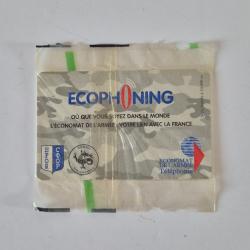 ECOPHONING
OÙ QUE VOUS SOYEZ DANS LE MONDE
L'ECONOMAT DE L'ARMEE : VOTRE LIEN AVEC LA FRANCE
ECONOMAT
DE L'ARMEE
Téléphonie